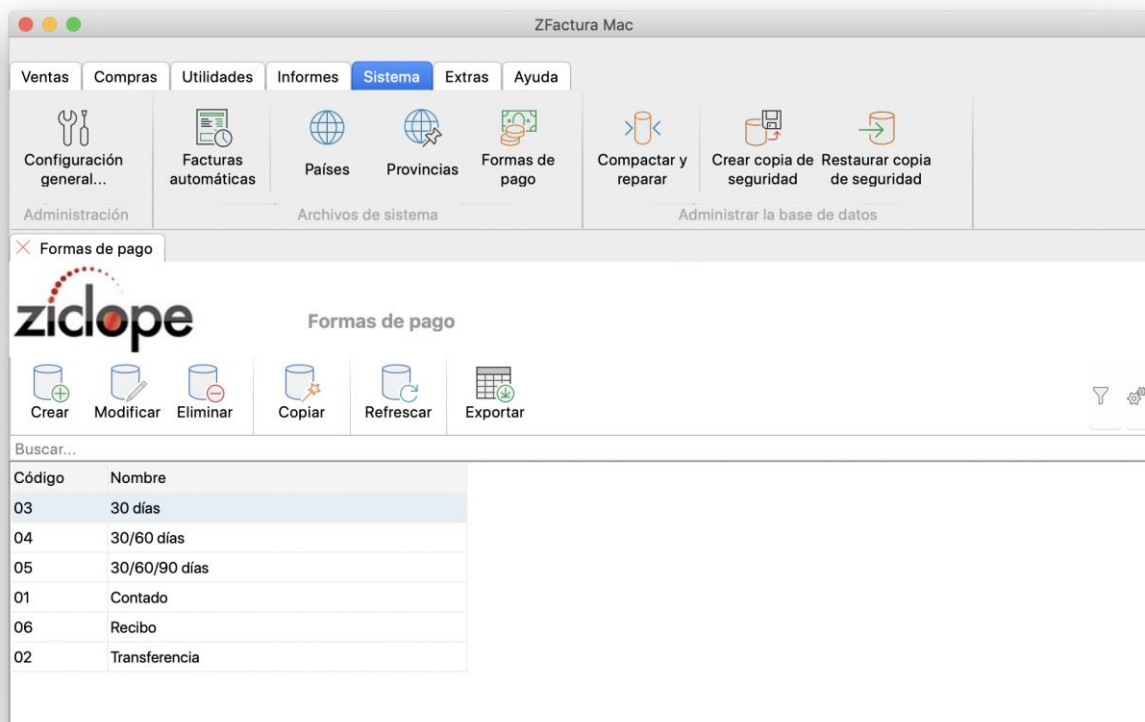 ZFactura Mac
Ventas Compras Utilidades Informes Sistema Extras Ayuda
Configuración general...
Facturas automáticas
Países
Provincias
Formas de pago
Compactar y reparar
Crear copia de seguridad
Restaurar copia de seguridad
Administración
Archivos de sistema
Administrar la base de datos
Formas de pago
ziclope
Formas de pago
Crear Modificar Eliminar Copiar Refrescar Exportar
Buscar...
Código Nombre
03 30 días
04 30/60 días
05 30/60/90 días
01 Contado
06 Recibo
02 Transferencia